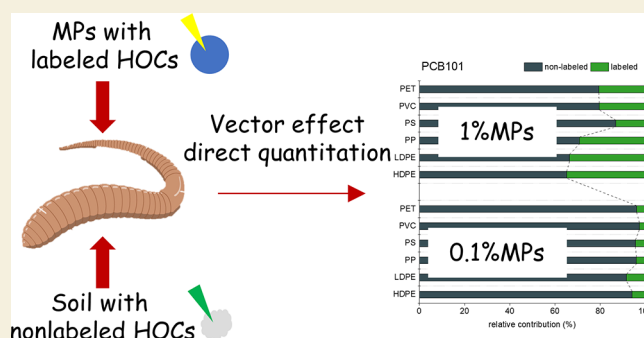 MPs with
labeled HOCs
Vector effect
direct quantitation
Soil with
nonlabeled HOCs
PCB101
non-labeled
labeled
PET
PVC
PS
PP
LDPE
HDPE
1%MPs
PET
PVC
PS
PP
LDPE
HDPE
0.1%MPs
0 20 40 60 80
relative contribution (%)